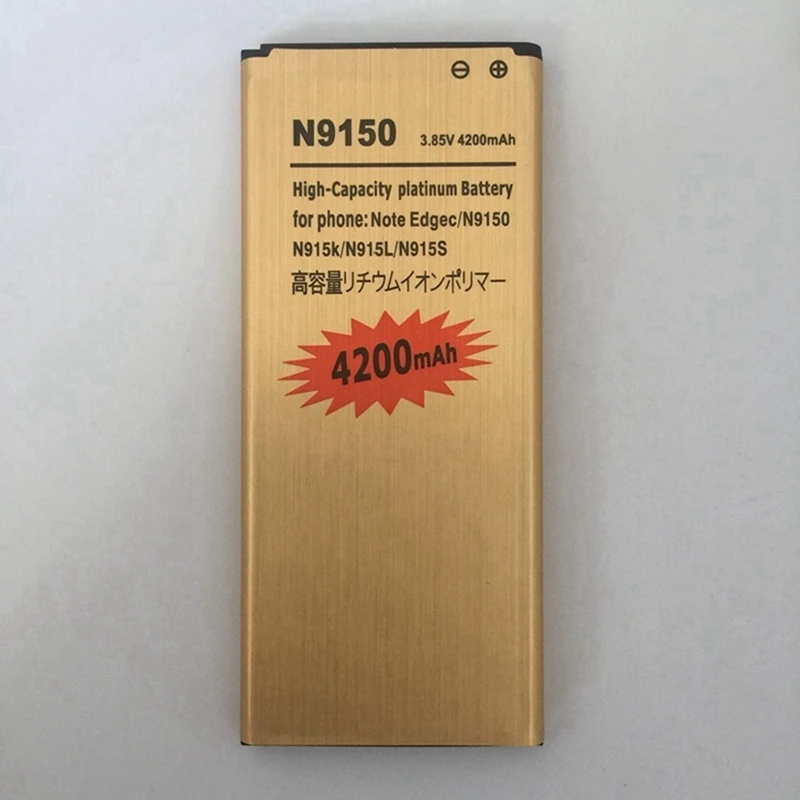 ⊖ ⊕
N9150 3.85V 4200mAh
High-Capacity platinum Battery
for phone: Note Edgec/N9150
N915k/N915L/N915S
高容量リチウムイオンポリマー
4200mAh